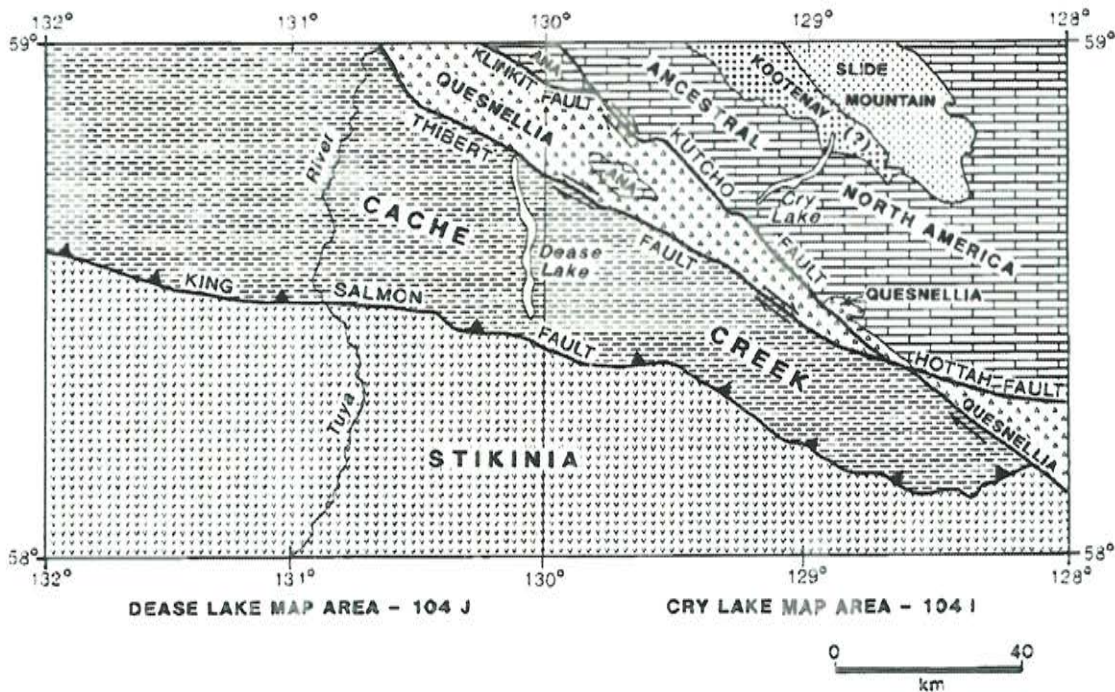 132° 131° 130° 129° 128°
59° 59°
ANA
KLINKIT FAULT
QUESNELLIA
THIBERT
FAULT
ANCESTRAL
NORTH AMERICA
KOOTENAY (?)
SLIDE
MOUNTAIN
KUTCHO
FAULT
Cry
Lake
ANA
River
CACHE
CREEK
Dease
Lake
QUESNELLIA
KING SALMON FAULT
HOTTAH FAULT
QUESNELLIA
Tuya
STIKINIA
58° 58°
132° 131° 130° 129° 128°
DEASE LAKE MAP AREA - 104 J
CRY LAKE MAP AREA - 104 I
0 40
km